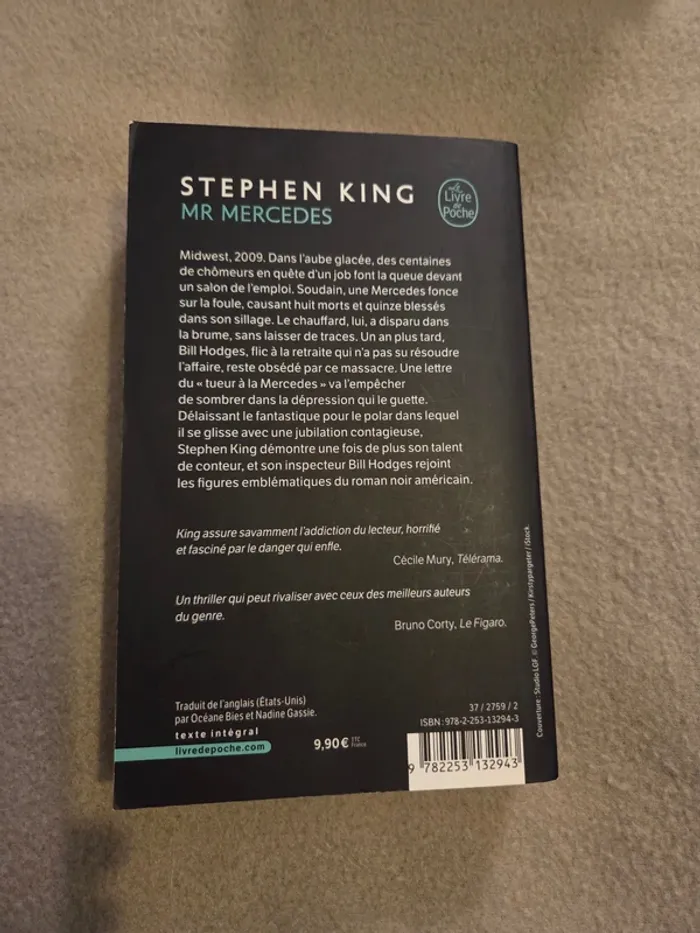 STEPHEN KING
MR MERCEDES
Le
Livre
de
Poche
Midwest, 2009. Dans l'aube glacée, des centaines
de chômeurs en quête d'un job font la queue devant
un salon de l'emploi. Soudain, une Mercedes fonce
sur la foule, causant huit morts et quinze blessés
dans son sillage. Le chauffard, lui, a disparu dans
la brume, sans laisser de traces. Un an plus tard,
Bill Hodges, flic à la retraite qui n'a pas su résoudre
l'affaire, reste obsédé par ce massacre. Une lettre
du « tueur à la Mercedes » va l'empêcher
de sombrer dans la dépression qui le guette.
Délaissant le fantastique pour le polar dans lequel
il se glisse avec une jubilation contagieuse,
Stephen King démontre une fois de plus son talent
de conteur, et son inspecteur Bill Hodges rejoint
les figures emblématiques du roman noir américain.
King assure savamment l'addiction du lecteur, horrifié
et fasciné par le danger qui enfle.
Cécile Mury, Télérama.
Un thriller qui peut rivaliser avec ceux des meilleurs auteurs
du genre.
Bruno Corty, Le Figaro.
Traduit de l'anglais (États-Unis)
par Océane Bies et Nadine Gassie.
texte intégral
livredepoche.com
9,90 € TTC
France
37 / 2759 / 2
ISBN : 978-2-253-13294-3
9 782253 132943
Couverture : Studio LGF. © GeorgePeters / Kirstypargeter / iStock.